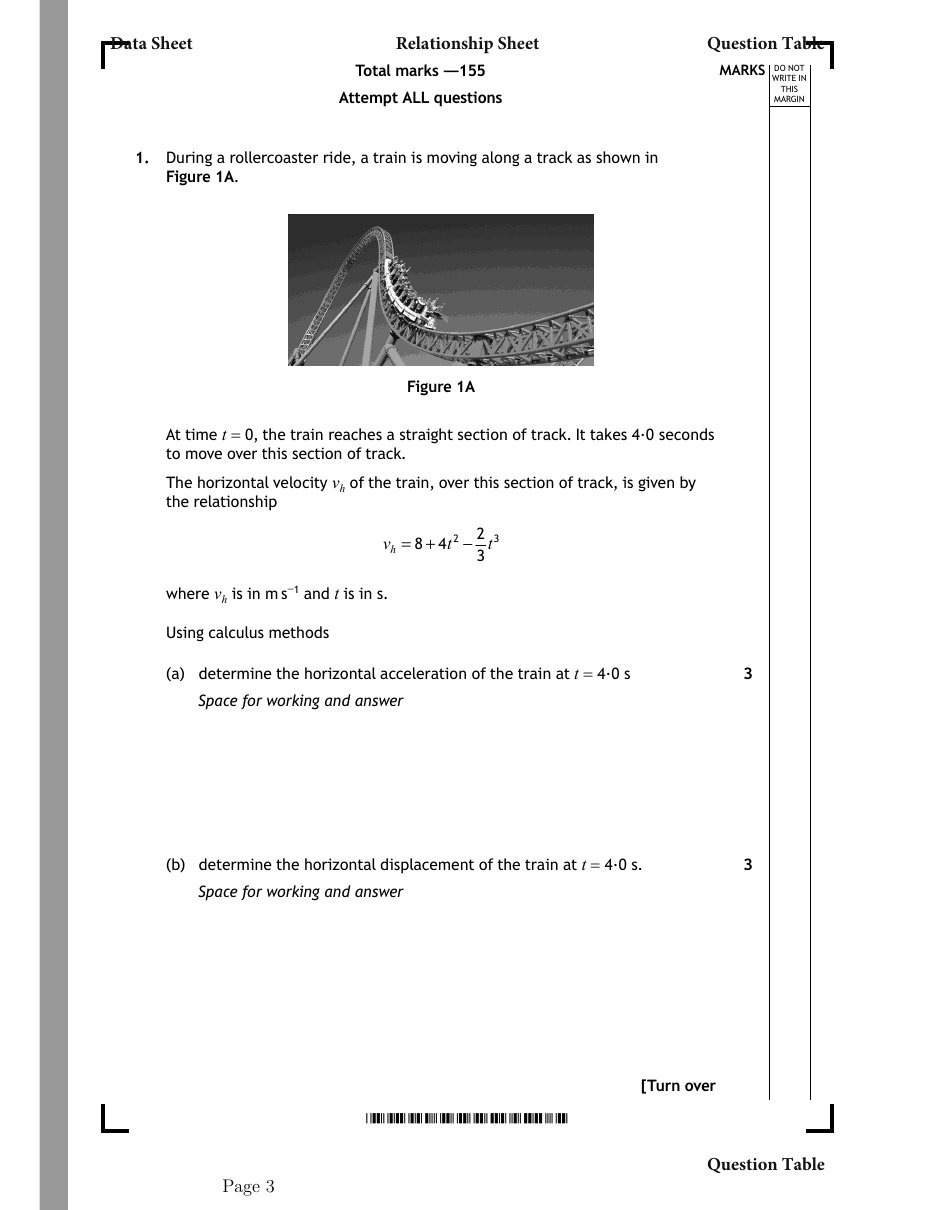 Data Sheet Relationship Sheet Question Table
Total marks —155 MARKS
DO NOT
WRITE IN
THIS
MARGIN
Attempt ALL questions
1. During a rollercoaster ride, a train is moving along a track as shown in
Figure 1A.
Figure 1A
At time t = 0, the train reaches a straight section of track. It takes 4·0 seconds
to move over this section of track.
The horizontal velocity vₕ of the train, over this section of track, is given by
the relationship
vₕ = 8 + 4t² − 2/3 t³
where vₕ is in m s⁻¹ and t is in s.
Using calculus methods
(a) determine the horizontal acceleration of the train at t = 4·0 s 3
Space for working and answer
(b) determine the horizontal displacement of the train at t = 4·0 s. 3
Space for working and answer
[Turn over
Question Table
Page 3